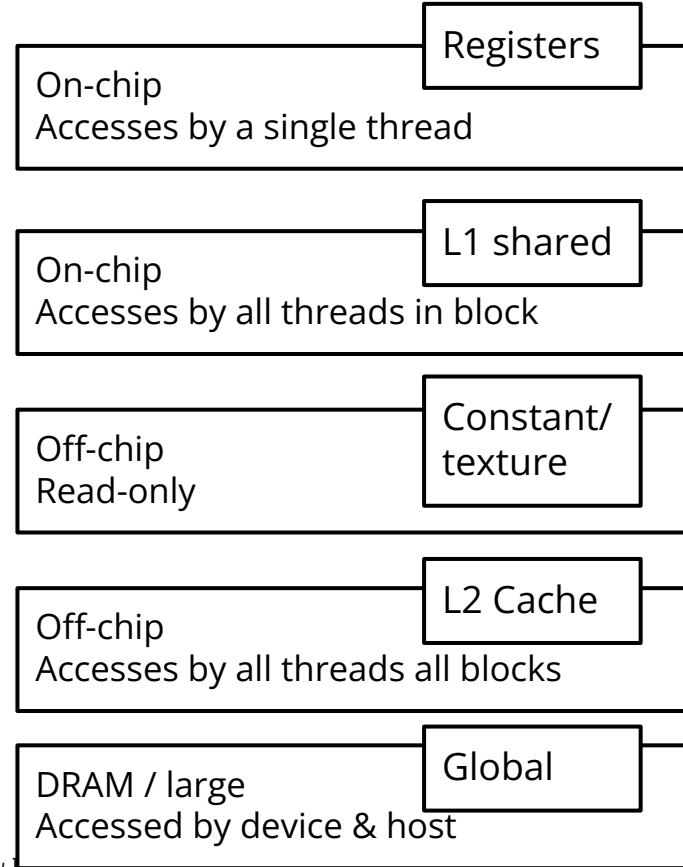 Registers
On-chip
Accesses by a single thread
L1 shared
On-chip
Accesses by all threads in block
Constant/
texture
Off-chip
Read-only
L2 Cache
Off-chip
Accesses by all threads all blocks
Global
DRAM / large
Accessed by device & host